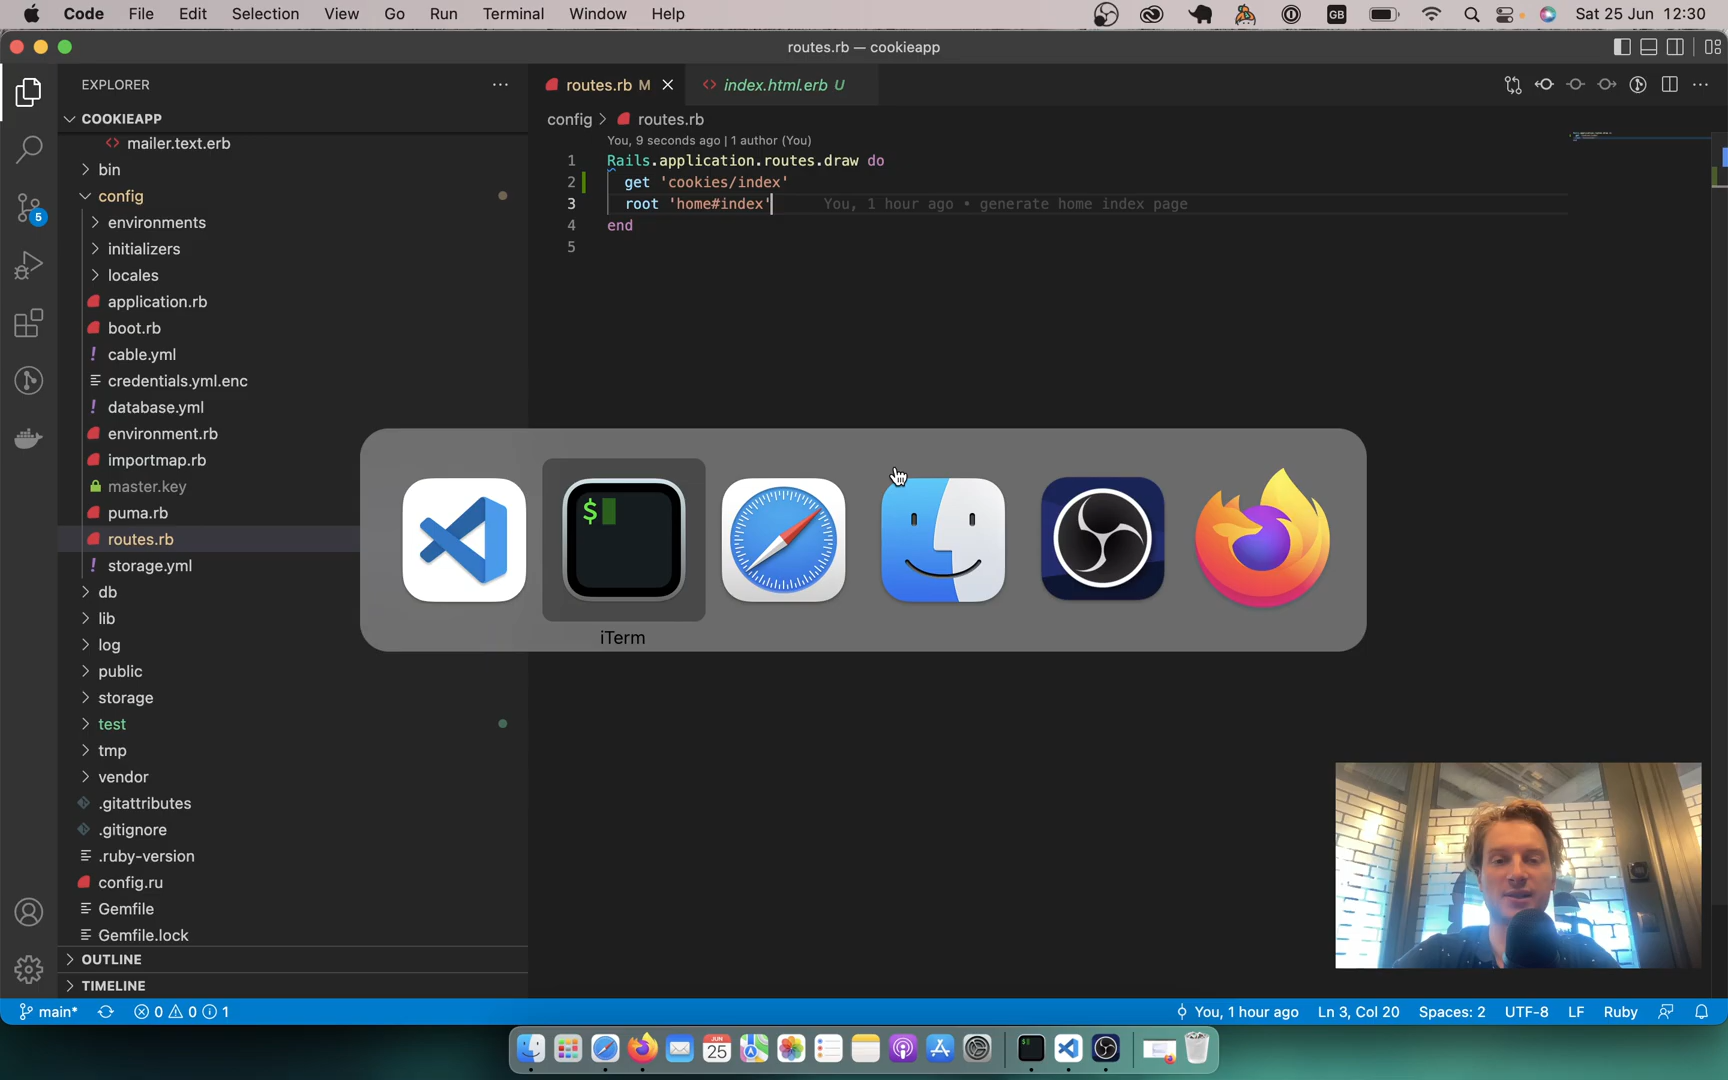 Code File Edit Selection View Go Run Terminal Window Help
GB
Sat 25 Jun 12:30
routes.rb — cookieapp
EXPLORER
COOKIEAPP
mailer.text.erb
bin
config
environments
initializers
locales
application.rb
boot.rb
! cable.yml
credentials.yml.enc
! database.yml
environment.rb
importmap.rb
master.key
puma.rb
routes.rb
! storage.yml
db
lib
log
public
storage
test
tmp
vendor
.gitattributes
.gitignore
.ruby-version
config.ru
Gemfile
Gemfile.lock
OUTLINE
TIMELINE
5
routes.rb M
<> index.html.erb U
config > routes.rb
You, 9 seconds ago | 1 author (You)
1 Rails.application.routes.draw do
2 get 'cookies/index'
3 root 'home#index' You, 1 hour ago • generate home index page
4 end
5
$
iTerm
main* 0 0 1
You, 1 hour ago Ln 3, Col 20 Spaces: 2 UTF-8 LF Ruby
JUN
25
$